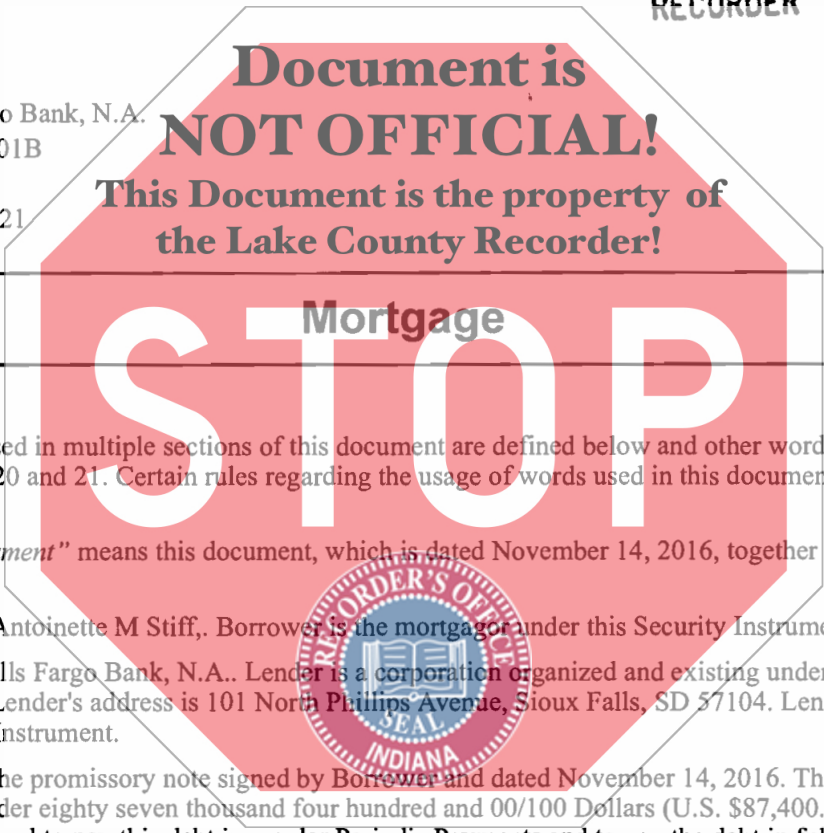 RECORDER
Document is
o Bank, N.A.
NOT OFFICIAL!
01B
This Document is the property of
21
the Lake County Recorder!
Mortgage
STOP
ed in multiple sections of this document are defined below and other word
20 and 21. Certain rules regarding the usage of words used in this documen
ment" means this document, which is dated November 14, 2016, together
RECORDER'S OFFICE
Antoinette M Stiff,. Borrower is the mortgagor under this Security Instrume
lls Fargo Bank, N.A.. Lender is a corporation organized and existing under
Lender's address is 101 North Phillips Avenue, Sioux Falls, SD 57104. Len
SEAL
nstrument.
INDIANA
he promissory note signed by Borrower and dated November 14, 2016. Th
der eighty seven thousand four hundred and 00/100 Dollars (U.S. $87,400.